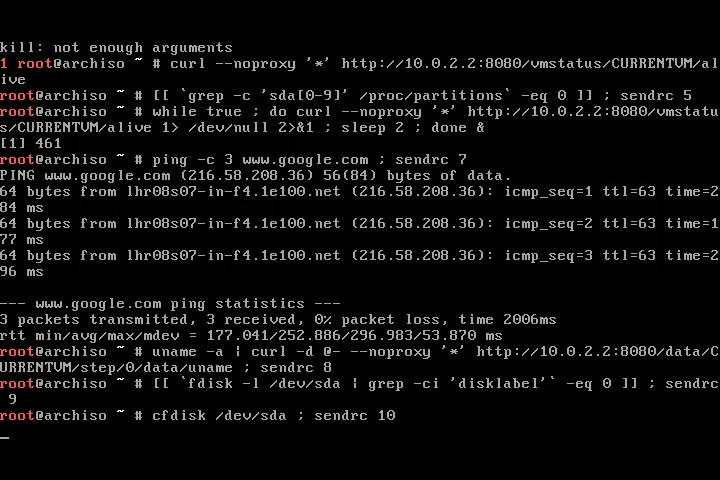 kill: not enough arguments
1 root@archiso ~ # curl --noproxy '*' http://10.0.2.2:8080/vmstatus/CURRENTVM/al
ive
root@archiso ~ # [[ `grep -c 'sda[0-9]' /proc/partitions` -eq 0 ]] ; sendrc 5
root@archiso ~ # while true ; do curl --noproxy '*' http://10.0.2.2:8080/vmstatu
s/CURRENTVM/alive 1> /dev/null 2>&1 ; sleep 2 ; done &
[1] 461
root@archiso ~ # ping -c 3 www.google.com ; sendrc 7
PING www.google.com (216.58.208.36) 56(84) bytes of data.
64 bytes from lhr08s07-in-f4.1e100.net (216.58.208.36): icmp_seq=1 ttl=63 time=2
84 ms
64 bytes from lhr08s07-in-f4.1e100.net (216.58.208.36): icmp_seq=2 ttl=63 time=1
77 ms
64 bytes from lhr08s07-in-f4.1e100.net (216.58.208.36): icmp_seq=3 ttl=63 time=2
96 ms
--- www.google.com ping statistics ---
3 packets transmitted, 3 received, 0% packet loss, time 2006ms
rtt min/avg/max/mdev = 177.041/252.886/296.983/53.870 ms
root@archiso ~ # uname -a | curl -d @- --noproxy '*' http://10.0.2.2:8080/data/C
URRENTVM/step/0/data/uname ; sendrc 8
root@archiso ~ # [[ `fdisk -l /dev/sda | grep -ci 'disklabel'` -eq 0 ]] ; sendrc
 9
root@archiso ~ # cfdisk /dev/sda ; sendrc 10